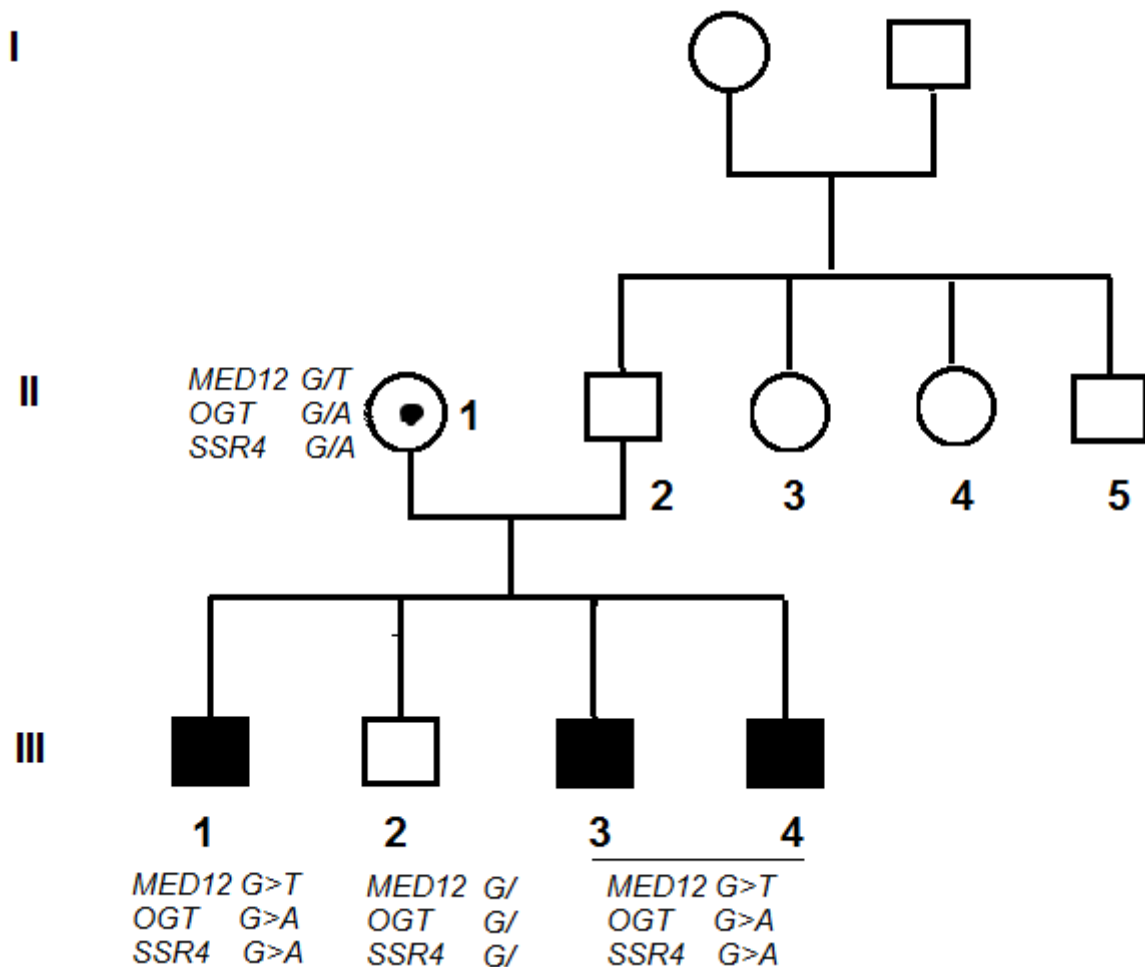 I
II
MED12 G/T
OGT G/A
SSR4 G/A
1
2
3
4
5
III
1
2
3
4
MED12 G>T
OGT G>A
SSR4 G>A
MED12 G/
OGT G/
SSR4 G/
MED12 G>T
OGT G>A
SSR4 G>A